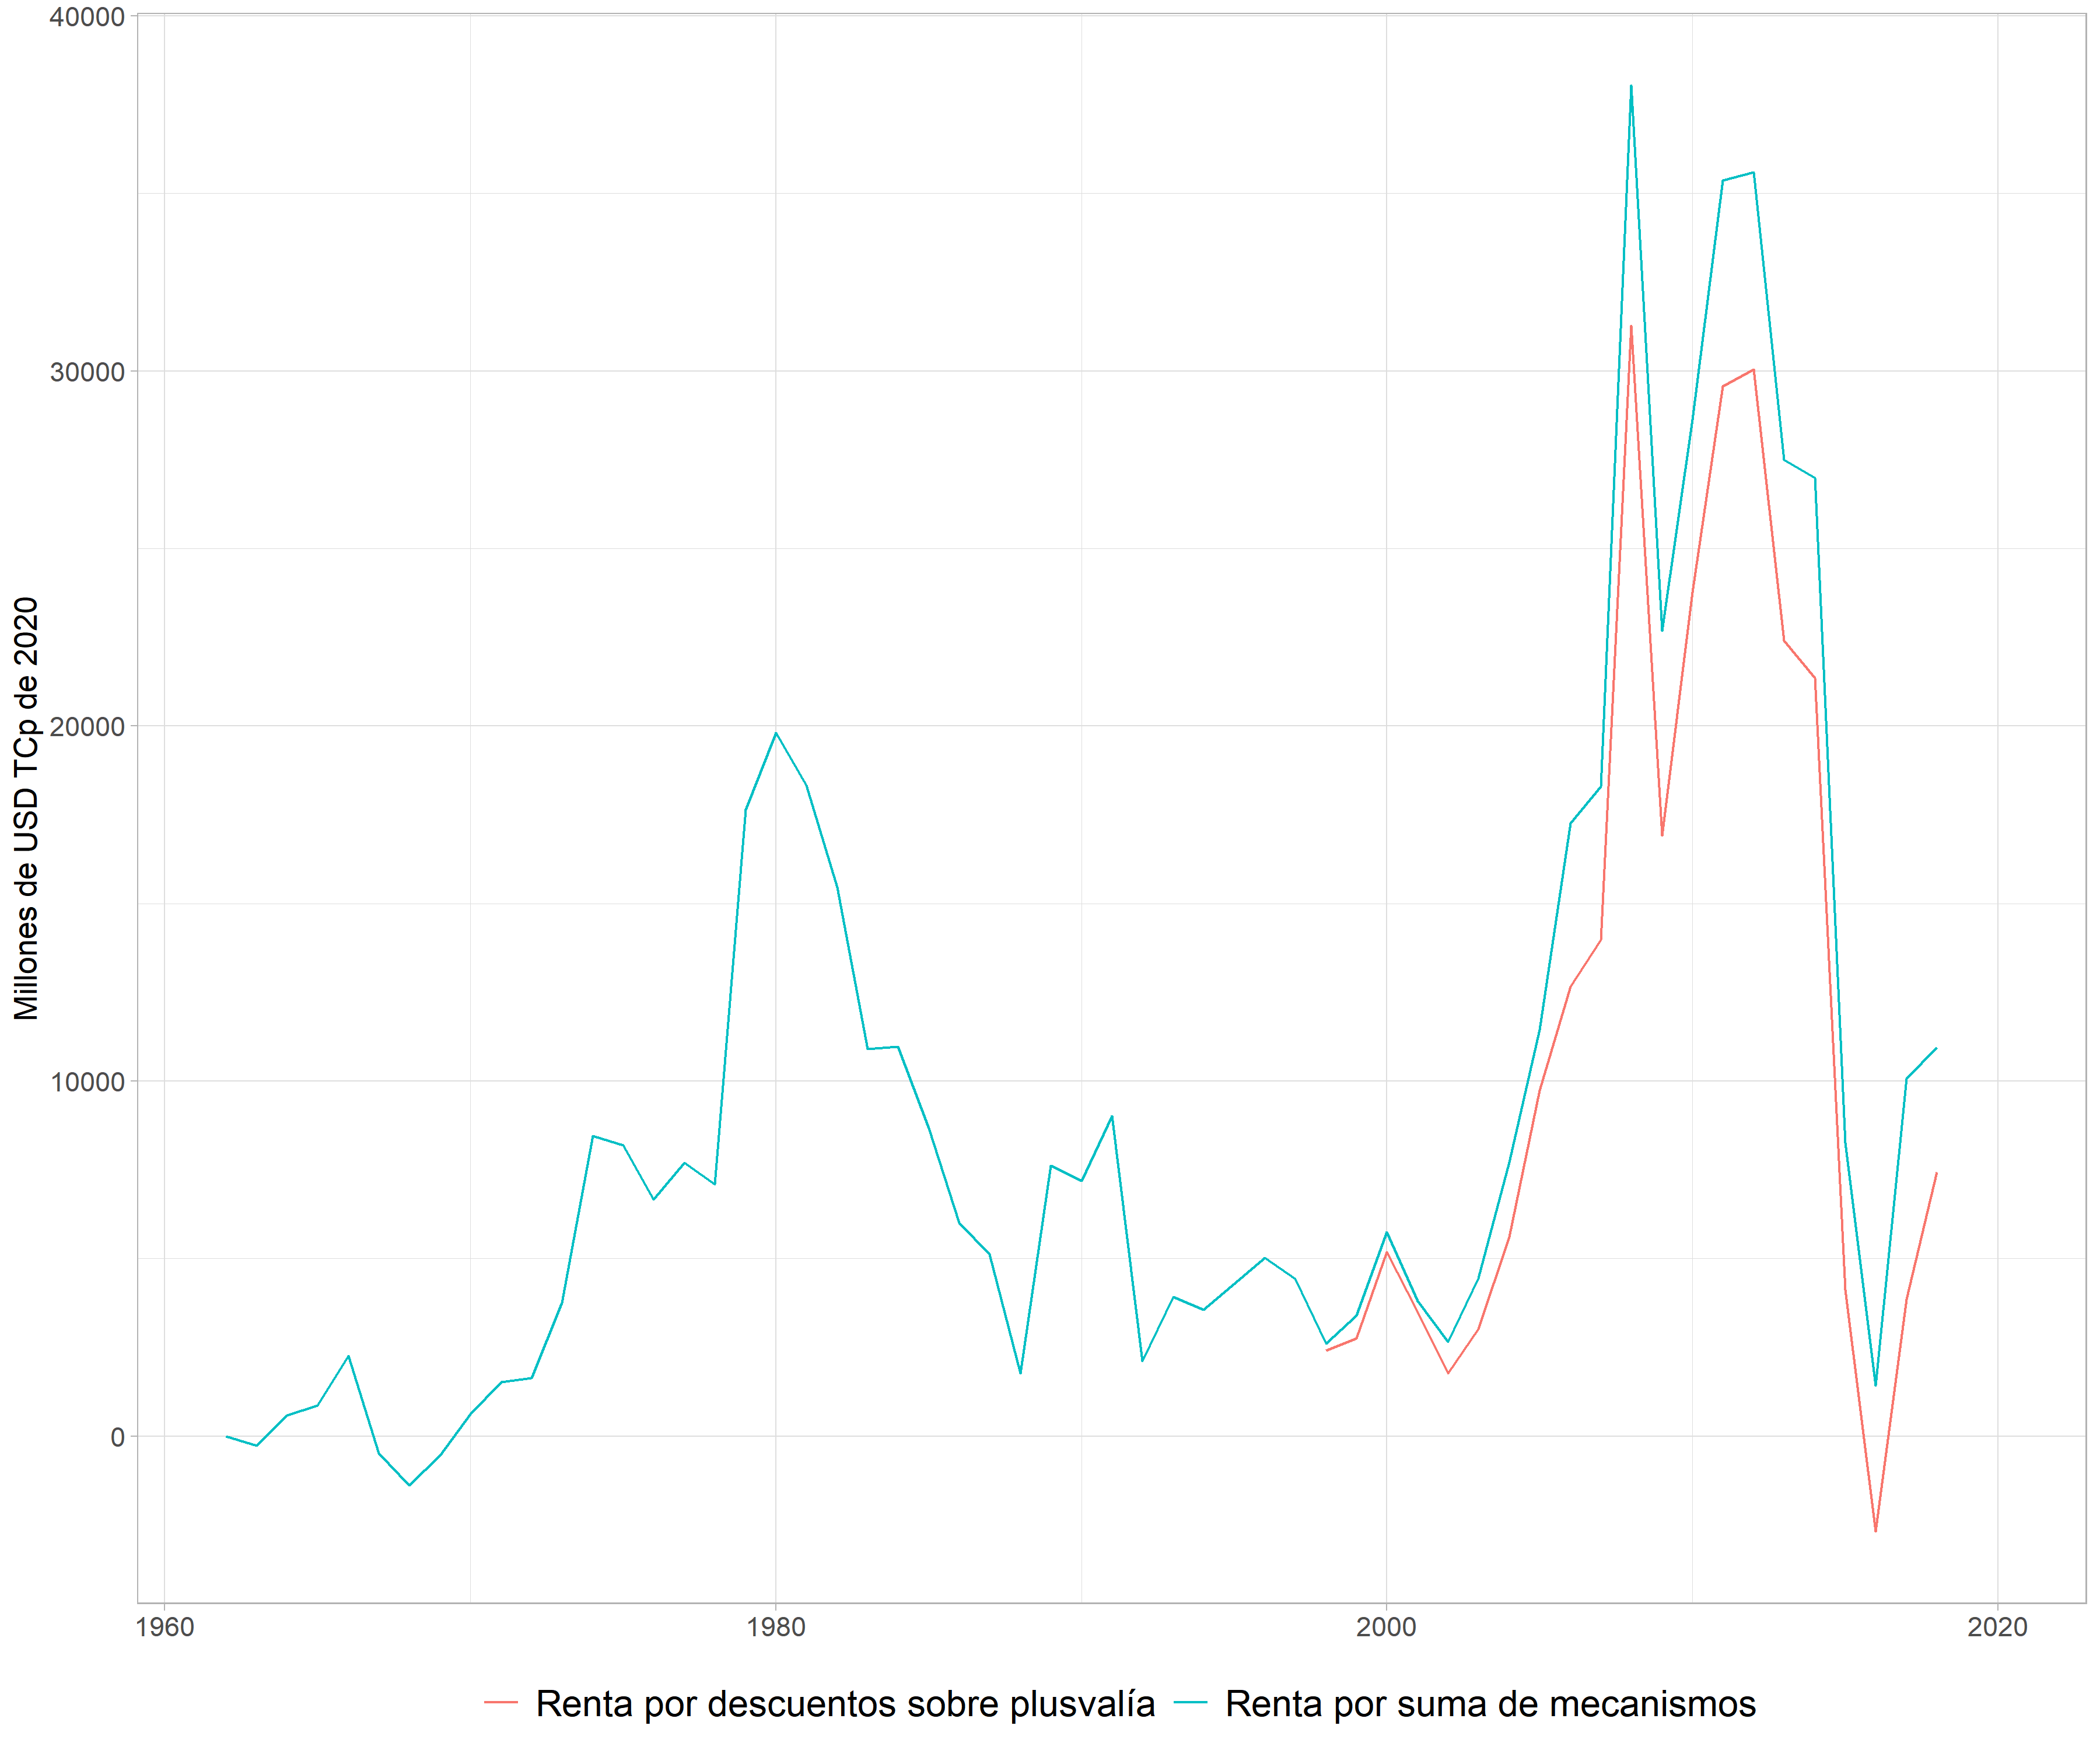 40000
30000
20000
10000
0
Millones de USD TCp de 2020
1960 1980 2000 2020
Renta por descuentos sobre plusvalía Renta por suma de mecanismos